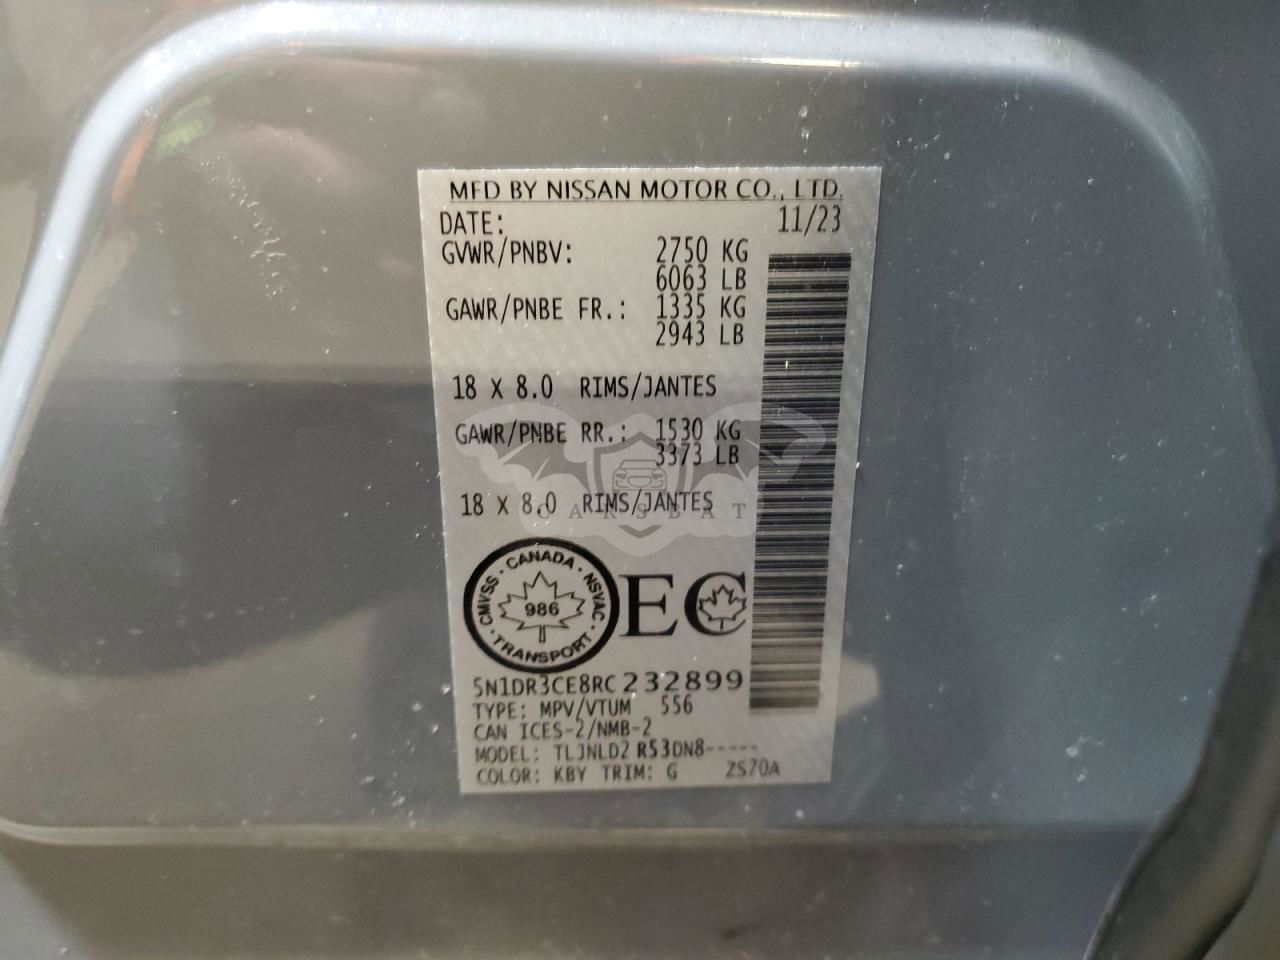 MFD BY NISSAN MOTOR CO., LTD.
DATE: 11/23
GVWR/PNBV: 2750 KG
6063 LB
GAWR/PNBE FR.: 1335 KG
2943 LB
18 X 8.0 RIMS/JANTES
GAWR/PNBE RR.: 1530 KG
3373 LB
18 X 8.0 RIMS/JANTES
CARSBAT
CANADA · NSVAC · TRANSPORT · CMVSS ·
986
EC
5N1DR3CE8RC232899
TYPE: MPV/VTUM 556
CAN ICES-2/NMB-2
MODEL: TLJNLD2 R53DN8-----
COLOR: KBY TRIM: G ZS70A